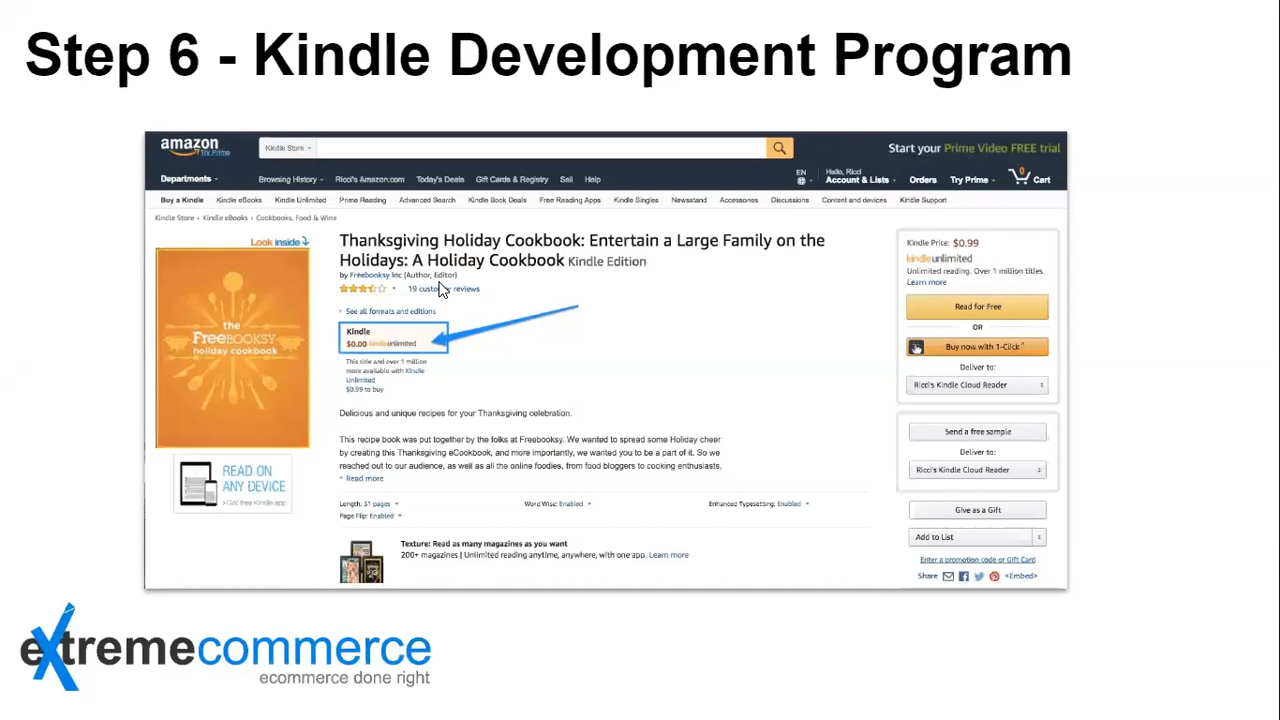 Step 6 - Kindle Development Program
amazon
Try Prime
Kindle Store
Start your Prime Video FREE trial
Departments
Browsing History
Ricci's Amazon.com
Today's Deals
Gift Cards & Registry
Sell
Help
EN
Hello, Ricci
Account & Lists
Orders
Try Prime
0
Cart
Buy a Kindle
Kindle eBooks
Kindle Unlimited
Prime Reading
Advanced Search
Kindle Book Deals
Free Reading Apps
Kindle Singles
Newsstand
Accessories
Discussions
Content and devices
Kindle Support
Kindle Store › Kindle eBooks › Cookbooks, Food & Wine
Look inside
the
FREEBOOKSY
holiday cookbook
READ ON
ANY DEVICE
› Get free Kindle app
Thanksgiving Holiday Cookbook: Entertain a Large Family on the
Holidays: A Holiday Cookbook Kindle Edition
by Freebooksy Inc (Author, Editor)
19 customer reviews
› See all formats and editions
Kindle
$0.00 kindleunlimited
This title and over 1 million
more available with Kindle
Unlimited
$0.99 to buy
Delicious and unique recipes for your Thanksgiving celebration.
This recipe book was put together by the folks at Freebooksy. We wanted to spread some Holiday cheer
by creating this Thanksgiving eCookbook, and more importantly, we wanted you to be a part of it. So we
reached out to our audience, as well as all the online foodies, from food bloggers to cooking enthusiasts,
Read more
Length: 51 pages
Word Wise: Enabled
Enhanced Typesetting: Enabled
Page Flip: Enabled
Texture: Read as many magazines as you want
200+ magazines | Unlimited reading anytime, anywhere, with one app. Learn more
Kindle Price: $0.99
kindleunlimited
Unlimited reading. Over 1 million titles.
Learn more
Read for Free
OR
Buy now with 1-Click®
Deliver to:
Ricci's Kindle Cloud Reader
Send a free sample
Deliver to:
Ricci's Kindle Cloud Reader
Give as a Gift
Add to List
Enter a promotion code or Gift Card
Share <Embed>
extremecommerce
ecommerce done right